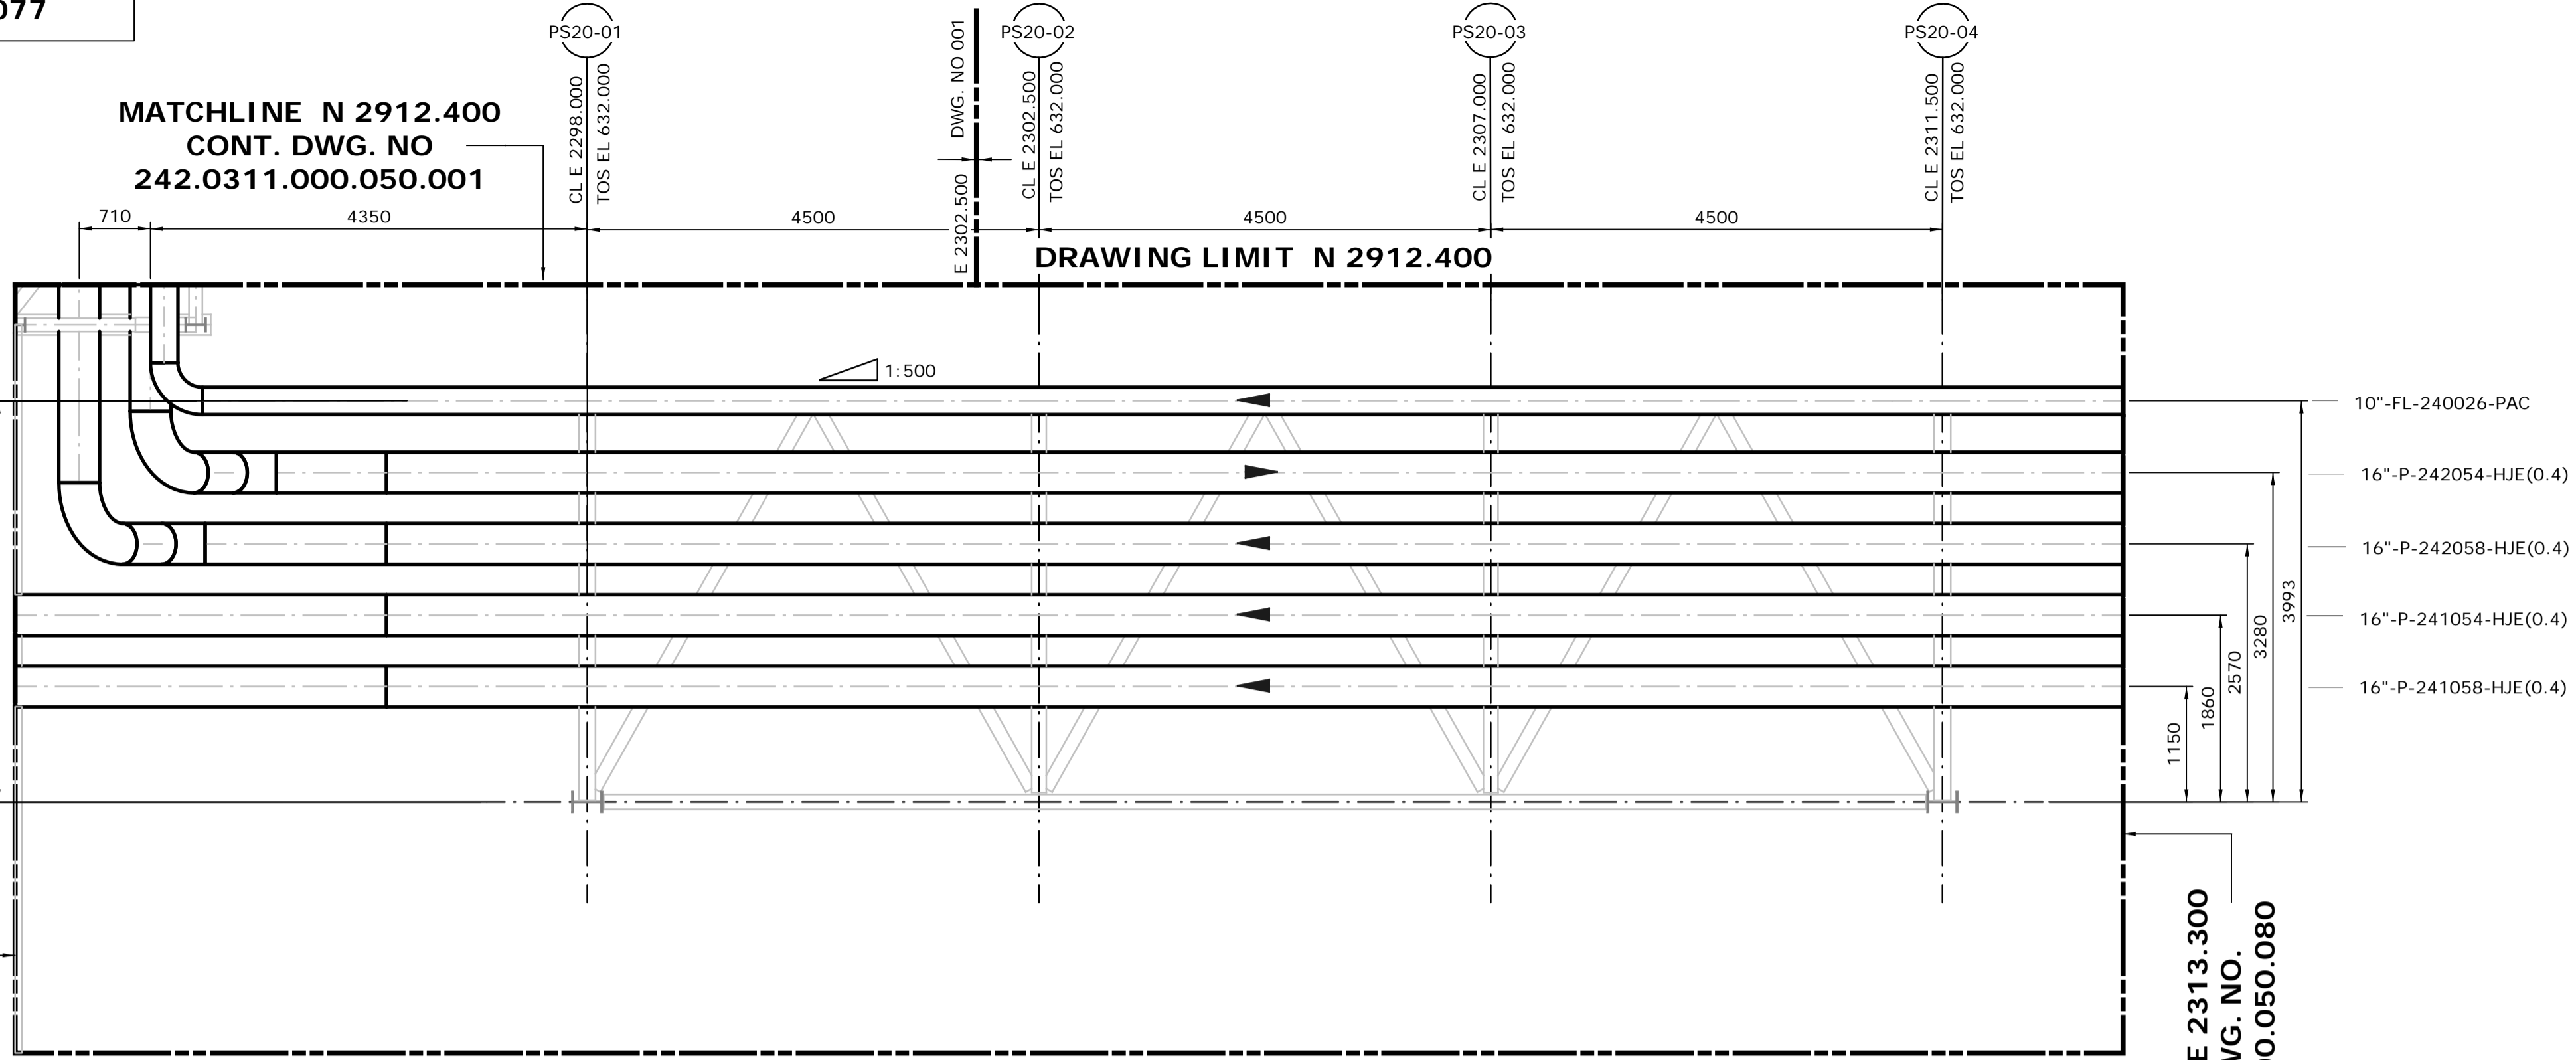 077
PS20-01
PS20-02
PS20-03
PS20-04
CL E 2298.000
TOS EL 632.000
E 2302.500
DWG. NO 001
CL E 2302.500
TOS EL 632.000
CL E 2307.000
TOS EL 632.000
CL E 2311.500
TOS EL 632.000
MATCHLINE N 2912.400
CONT. DWG. NO
242.0311.000.050.001
710
4350
4500
4500
4500
DRAWING LIMIT N 2912.400
1:500
10"-FL-240026-PAC
16"-P-242054-HJE(0.4)
16"-P-242058-HJE(0.4)
16"-P-241054-HJE(0.4)
16"-P-241058-HJE(0.4)
1150
1860
2570
3280
3993
E 2313.300
WG. NO.
00.050.080